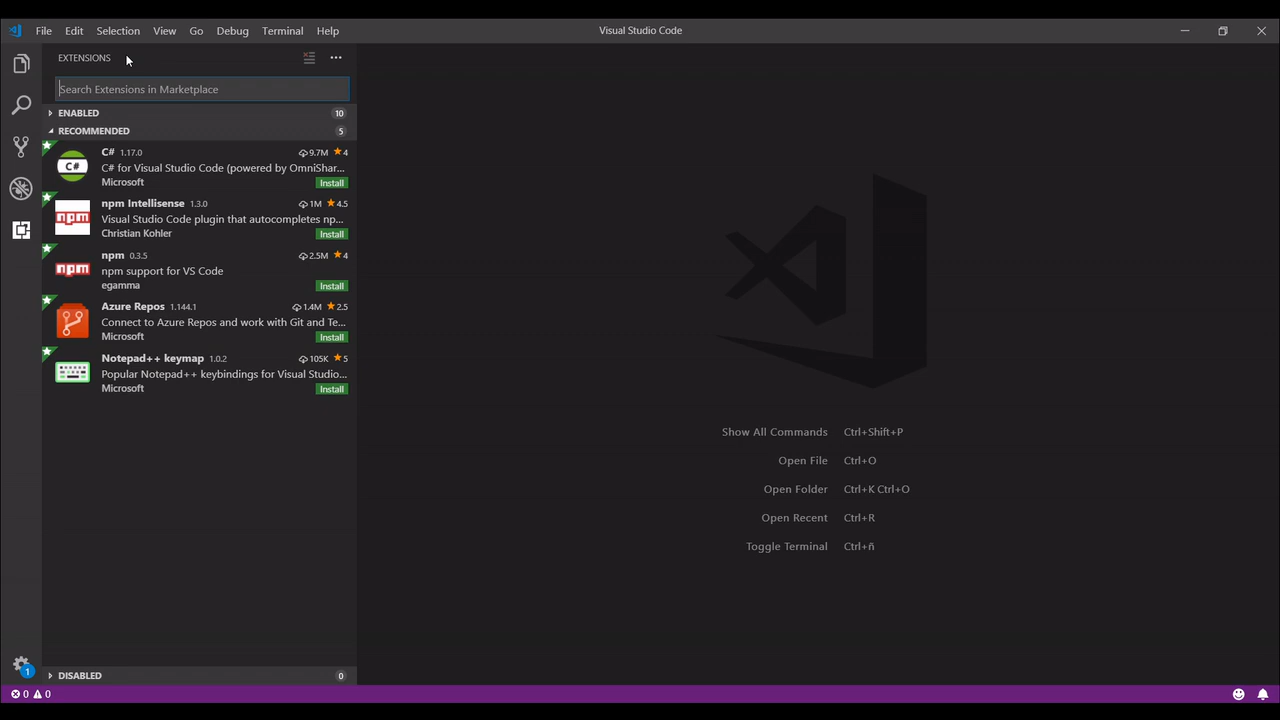 File Edit Selection View Go Debug Terminal Help Visual Studio Code
EXTENSIONS
Search Extensions in Marketplace
ENABLED 10
RECOMMENDED 5
C# 1.17.0 9.7M 4
C# for Visual Studio Code (powered by OmniShar...
Microsoft Install
npm Intellisense 1.3.0 1M 4.5
Visual Studio Code plugin that autocompletes np...
Christian Kohler Install
npm 0.3.5 2.5M 4
npm support for VS Code
egamma Install
Azure Repos 1.144.1 1.4M 2.5
Connect to Azure Repos and work with Git and Te...
Microsoft Install
Notepad++ keymap 1.0.2 105K 5
Popular Notepad++ keybindings for Visual Studio...
Microsoft Install
C#
npm
npm
Show All Commands Ctrl+Shift+P
Open File Ctrl+O
Open Folder Ctrl+K Ctrl+O
Open Recent Ctrl+R
Toggle Terminal Ctrl+ñ
1
DISABLED 0
0 0